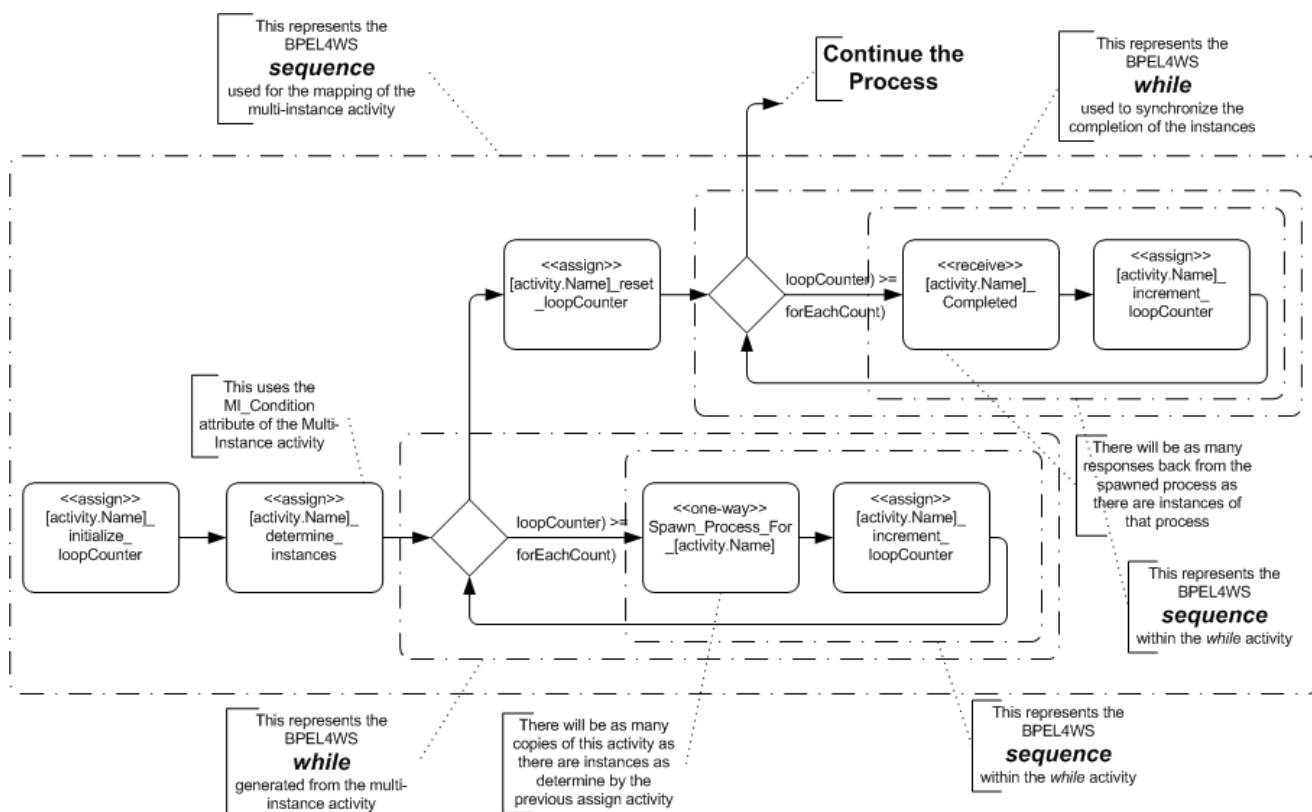 This represents the
BPEL4WS
sequence
used for the mapping of the
multi-instance activity
Continue the
Process
This represents the
BPEL4WS
while
used to synchronize the
completion of the instances
<<assign>>
[activity.Name]_reset
_loopCounter
loopCounter) >=
forEachCount)
<<receive>>
[activity.Name]_
Completed
<<assign>>
[activity.Name]_
increment_
loopCounter
This uses the
MI_Condition
attribute of the Multi-
Instance activity
There will be as many
responses back from the
spawned process as
there are instances of
that process
<<assign>>
[activity.Name]_
initialize_
loopCounter
<<assign>>
[activity.Name]_
determine_
instances
loopCounter) >=
forEachCount)
<<one-way>>
Spawn_Process_For
_[activity.Name]
<<assign>>
[activity.Name]_
increment_
loopCounter
This represents the
BPEL4WS
sequence
within the while activity
This represents the
BPEL4WS
while
generated from the multi-
instance activity
There will be as many
copies of this activity as
there are instances as
determine by the
previous assign activity
This represents the
BPEL4WS
sequence
within the while activity